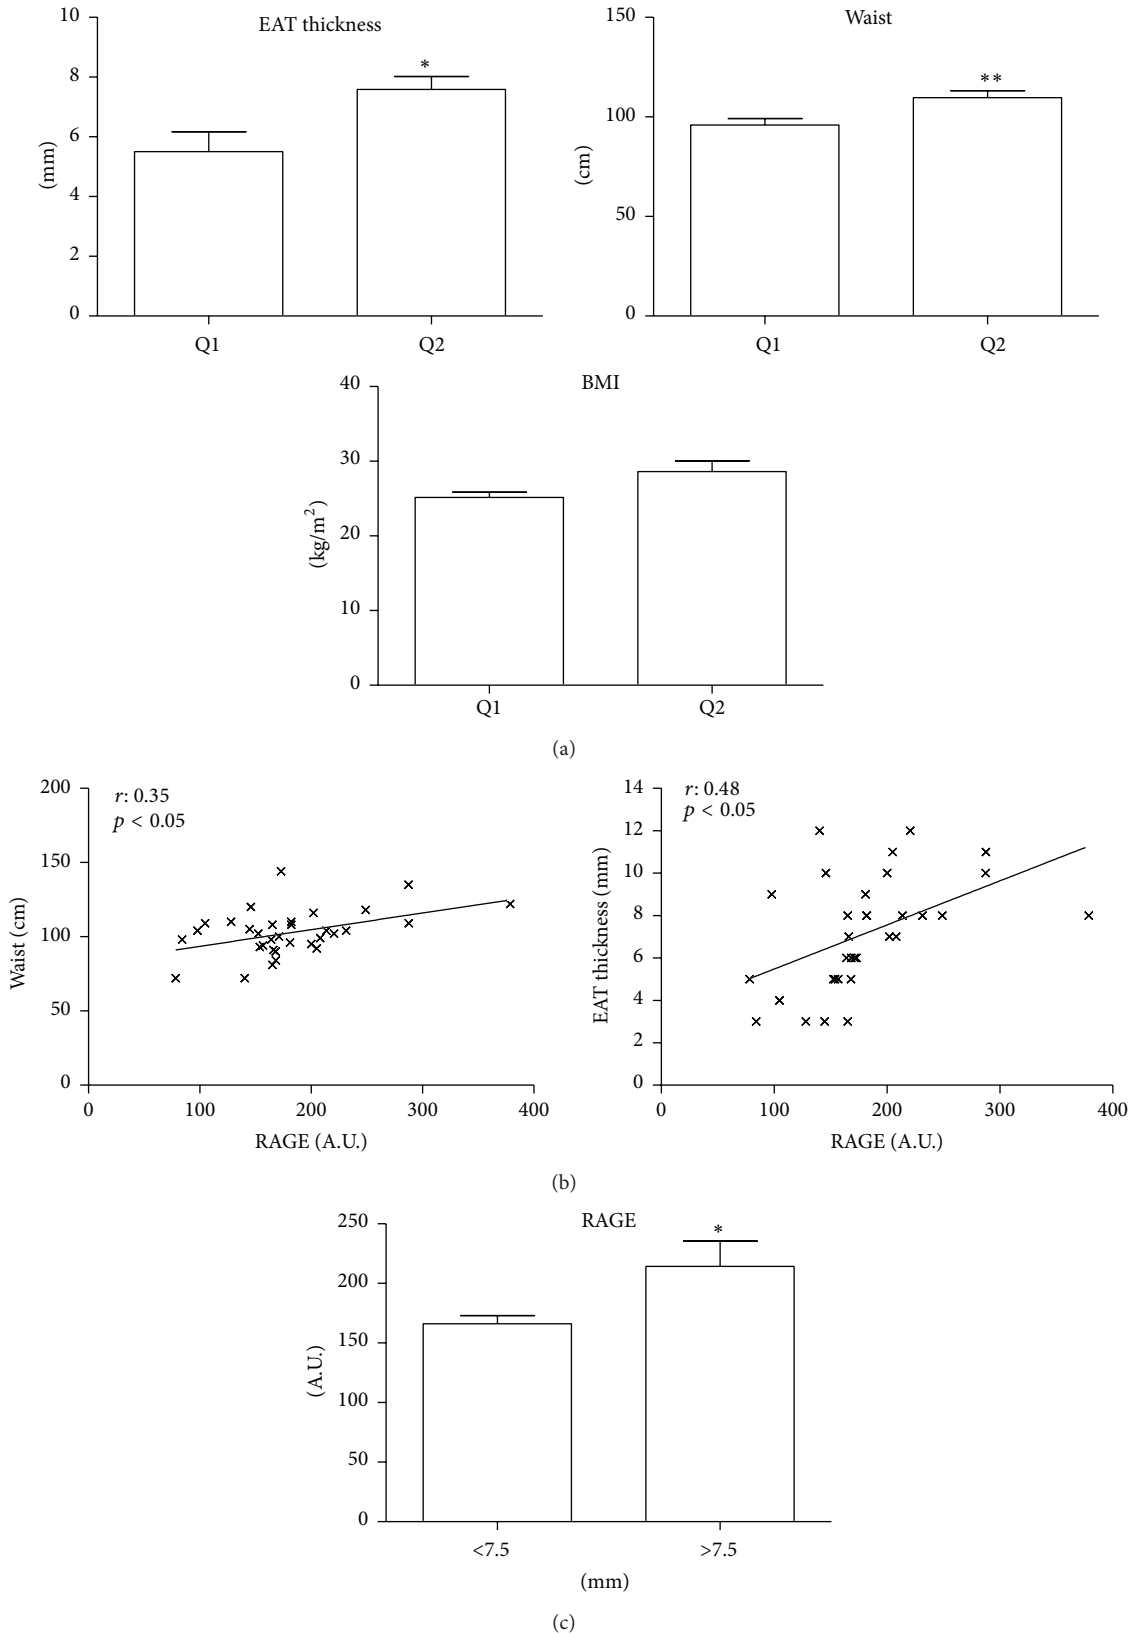 EAT thickness
10
8
6
4
2
0
(mm)
*
Q1
Q2
Waist
150
100
50
0
(cm)
**
Q1
Q2
BMI
40
30
20
10
0
(kg/m²)
Q1
Q2
(a)
200
150
100
50
0
Waist (cm)
r: 0.35
p < 0.05
0
100
200
300
400
RAGE (A.U.)
14
12
10
8
6
4
2
0
EAT thickness (mm)
r: 0.48
p < 0.05
0
100
200
300
400
RAGE (A.U.)
(b)
RAGE
250
200
150
100
50
0
(A.U.)
*
<7.5
>7.5
(mm)
(c)